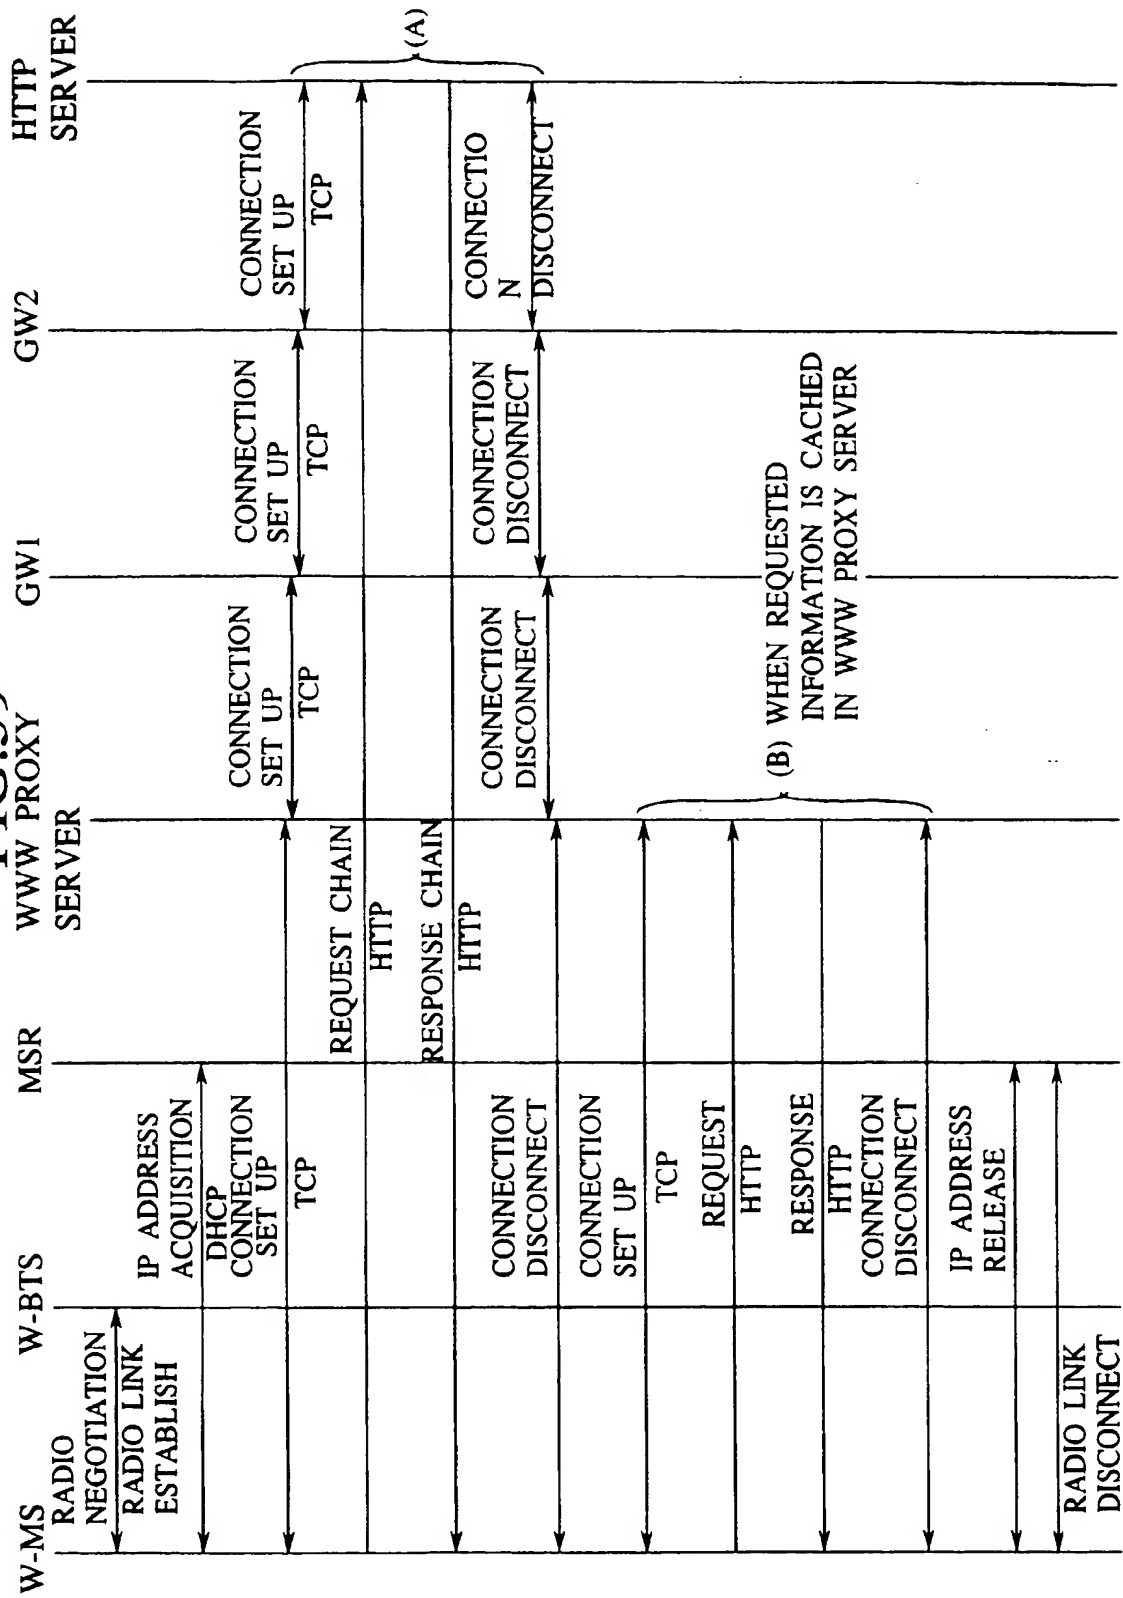 W-MS
W-BTS
MSR
WWW PROXY
SERVER
GW1
GW2
HTTP
SERVER
RADIO
NEGOTIATION
RADIO LINK
ESTABLISH
IP ADDRESS
ACQUISITION
DHCP
CONNECTION
SET UP
TCP
CONNECTION
SET UP
TCP
CONNECTION
SET UP
TCP
CONNECTION
SET UP
TCP
REQUEST CHAIN
HTTP
RESPONSE CHAIN
HTTP
(A)
CONNECTION
DISCONNECT
CONNECTION
DISCONNECT
CONNECTION
DISCONNECT
CONNECTIO
N
DISCONNECT
CONNECTION
SET UP
TCP
REQUEST
HTTP
RESPONSE
HTTP
CONNECTION
DISCONNECT
(B) WHEN REQUESTED
INFORMATION IS CACHED
IN WWW PROXY SERVER
IP ADDRESS
RELEASE
RADIO LINK
DISCONNECT